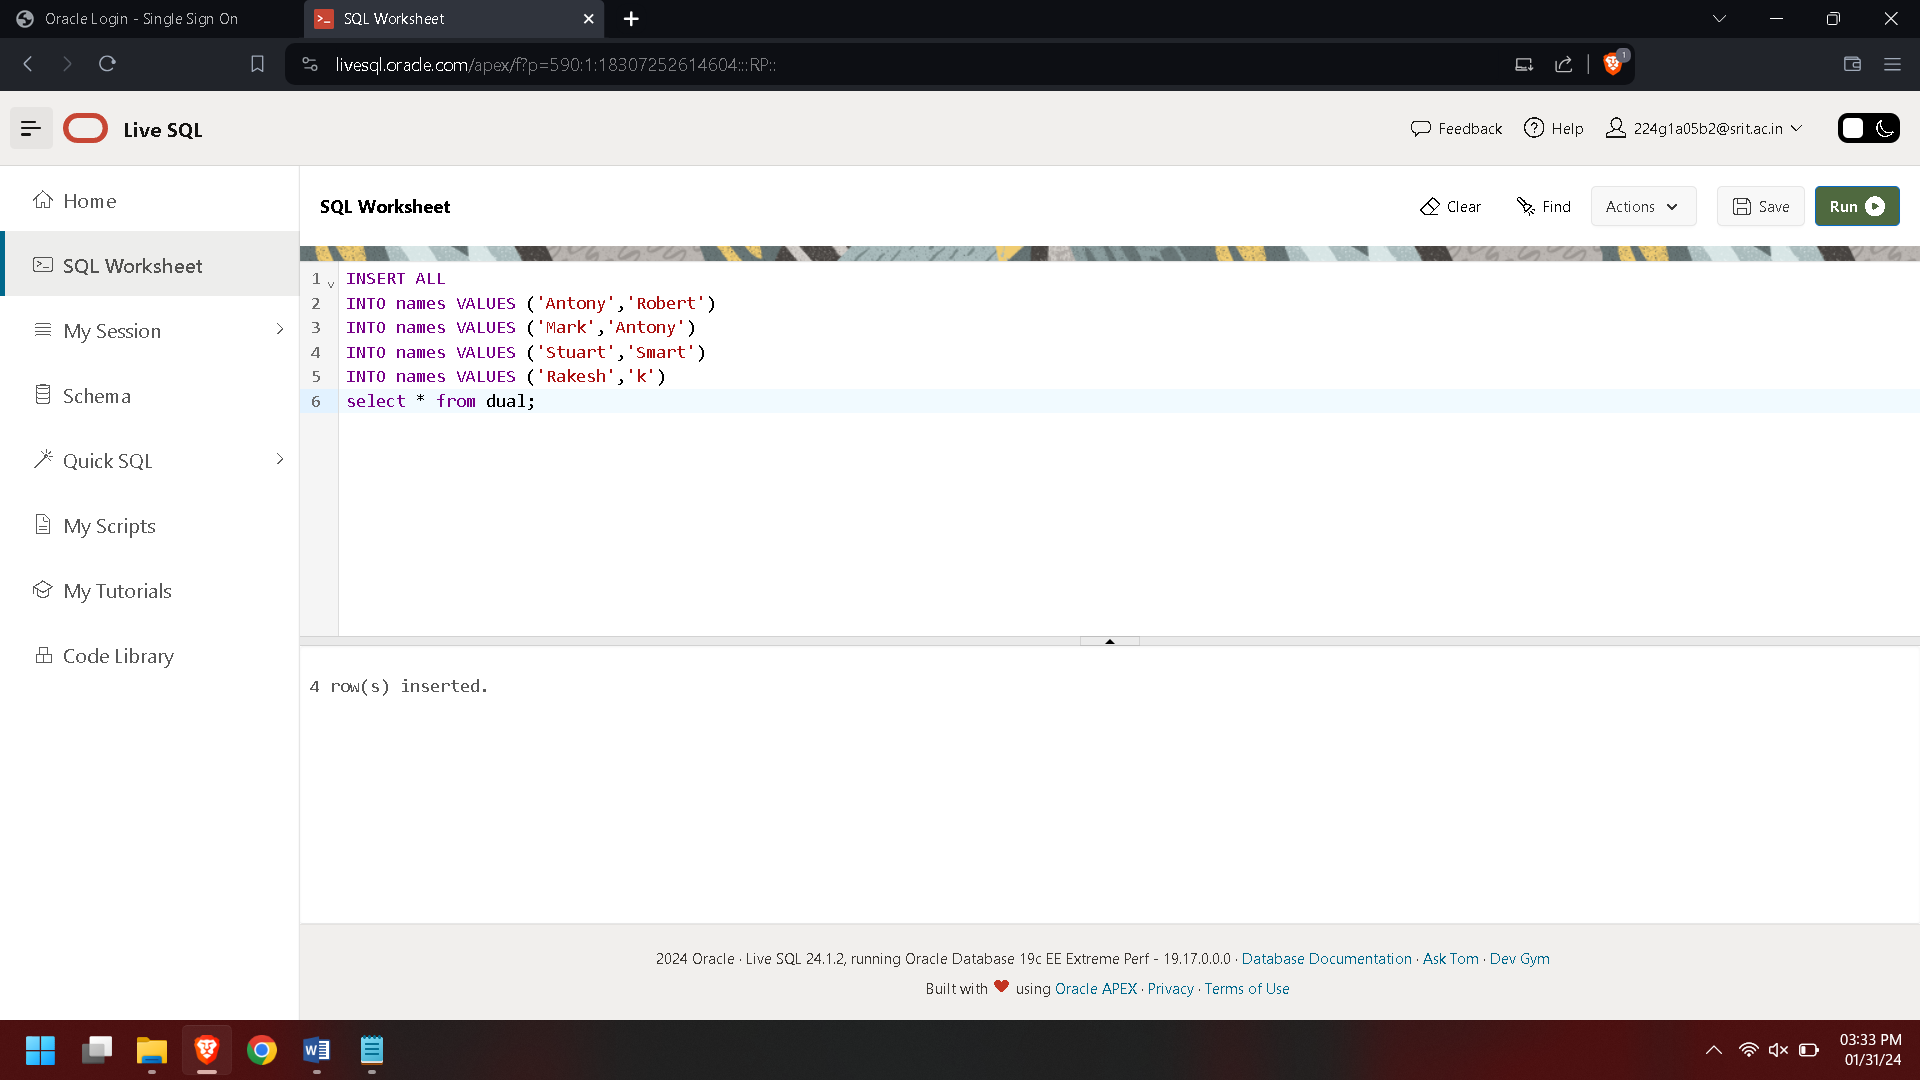 Oracle Login - Single Sign On
SQL Worksheet
livesql.oracle.com/apex/f?p=590:1:18307252614604:::RP::
1
Live SQL
Feedback
Help
224g1a05b2@srit.ac.in
Home
SQL Worksheet
My Session
Schema
Quick SQL
My Scripts
My Tutorials
Code Library
SQL Worksheet
Clear
Find
Actions
Save
Run
1 INSERT ALL
2 INTO names VALUES ('Antony','Robert')
3 INTO names VALUES ('Mark','Antony')
4 INTO names VALUES ('Stuart','Smart')
5 INTO names VALUES ('Rakesh','k')
6 select * from dual;
4 row(s) inserted.
2024 Oracle · Live SQL 24.1.2, running Oracle Database 19c EE Extreme Perf - 19.17.0.0.0 · Database Documentation · Ask Tom · Dev Gym
Built with ❤ using Oracle APEX · Privacy · Terms of Use
03:33 PM
01/31/24